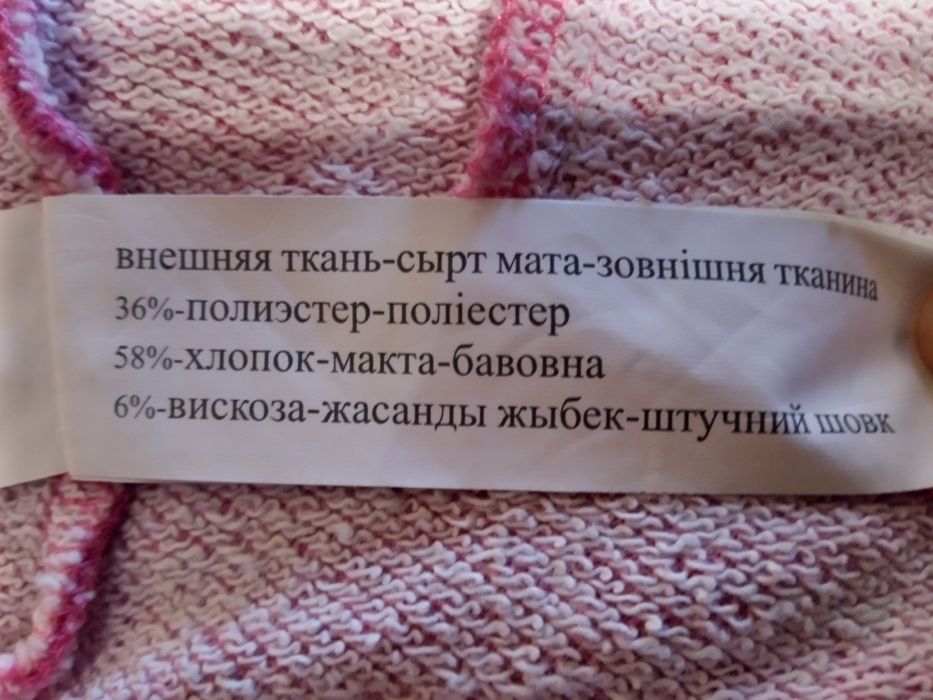 внешняя ткань-сырт мата-зовнішня тканина
36%-полиэстер-поліестер
58%-хлопок-макта-бавовна
6%-вискоза-жасанды жыбек-штучний шовк